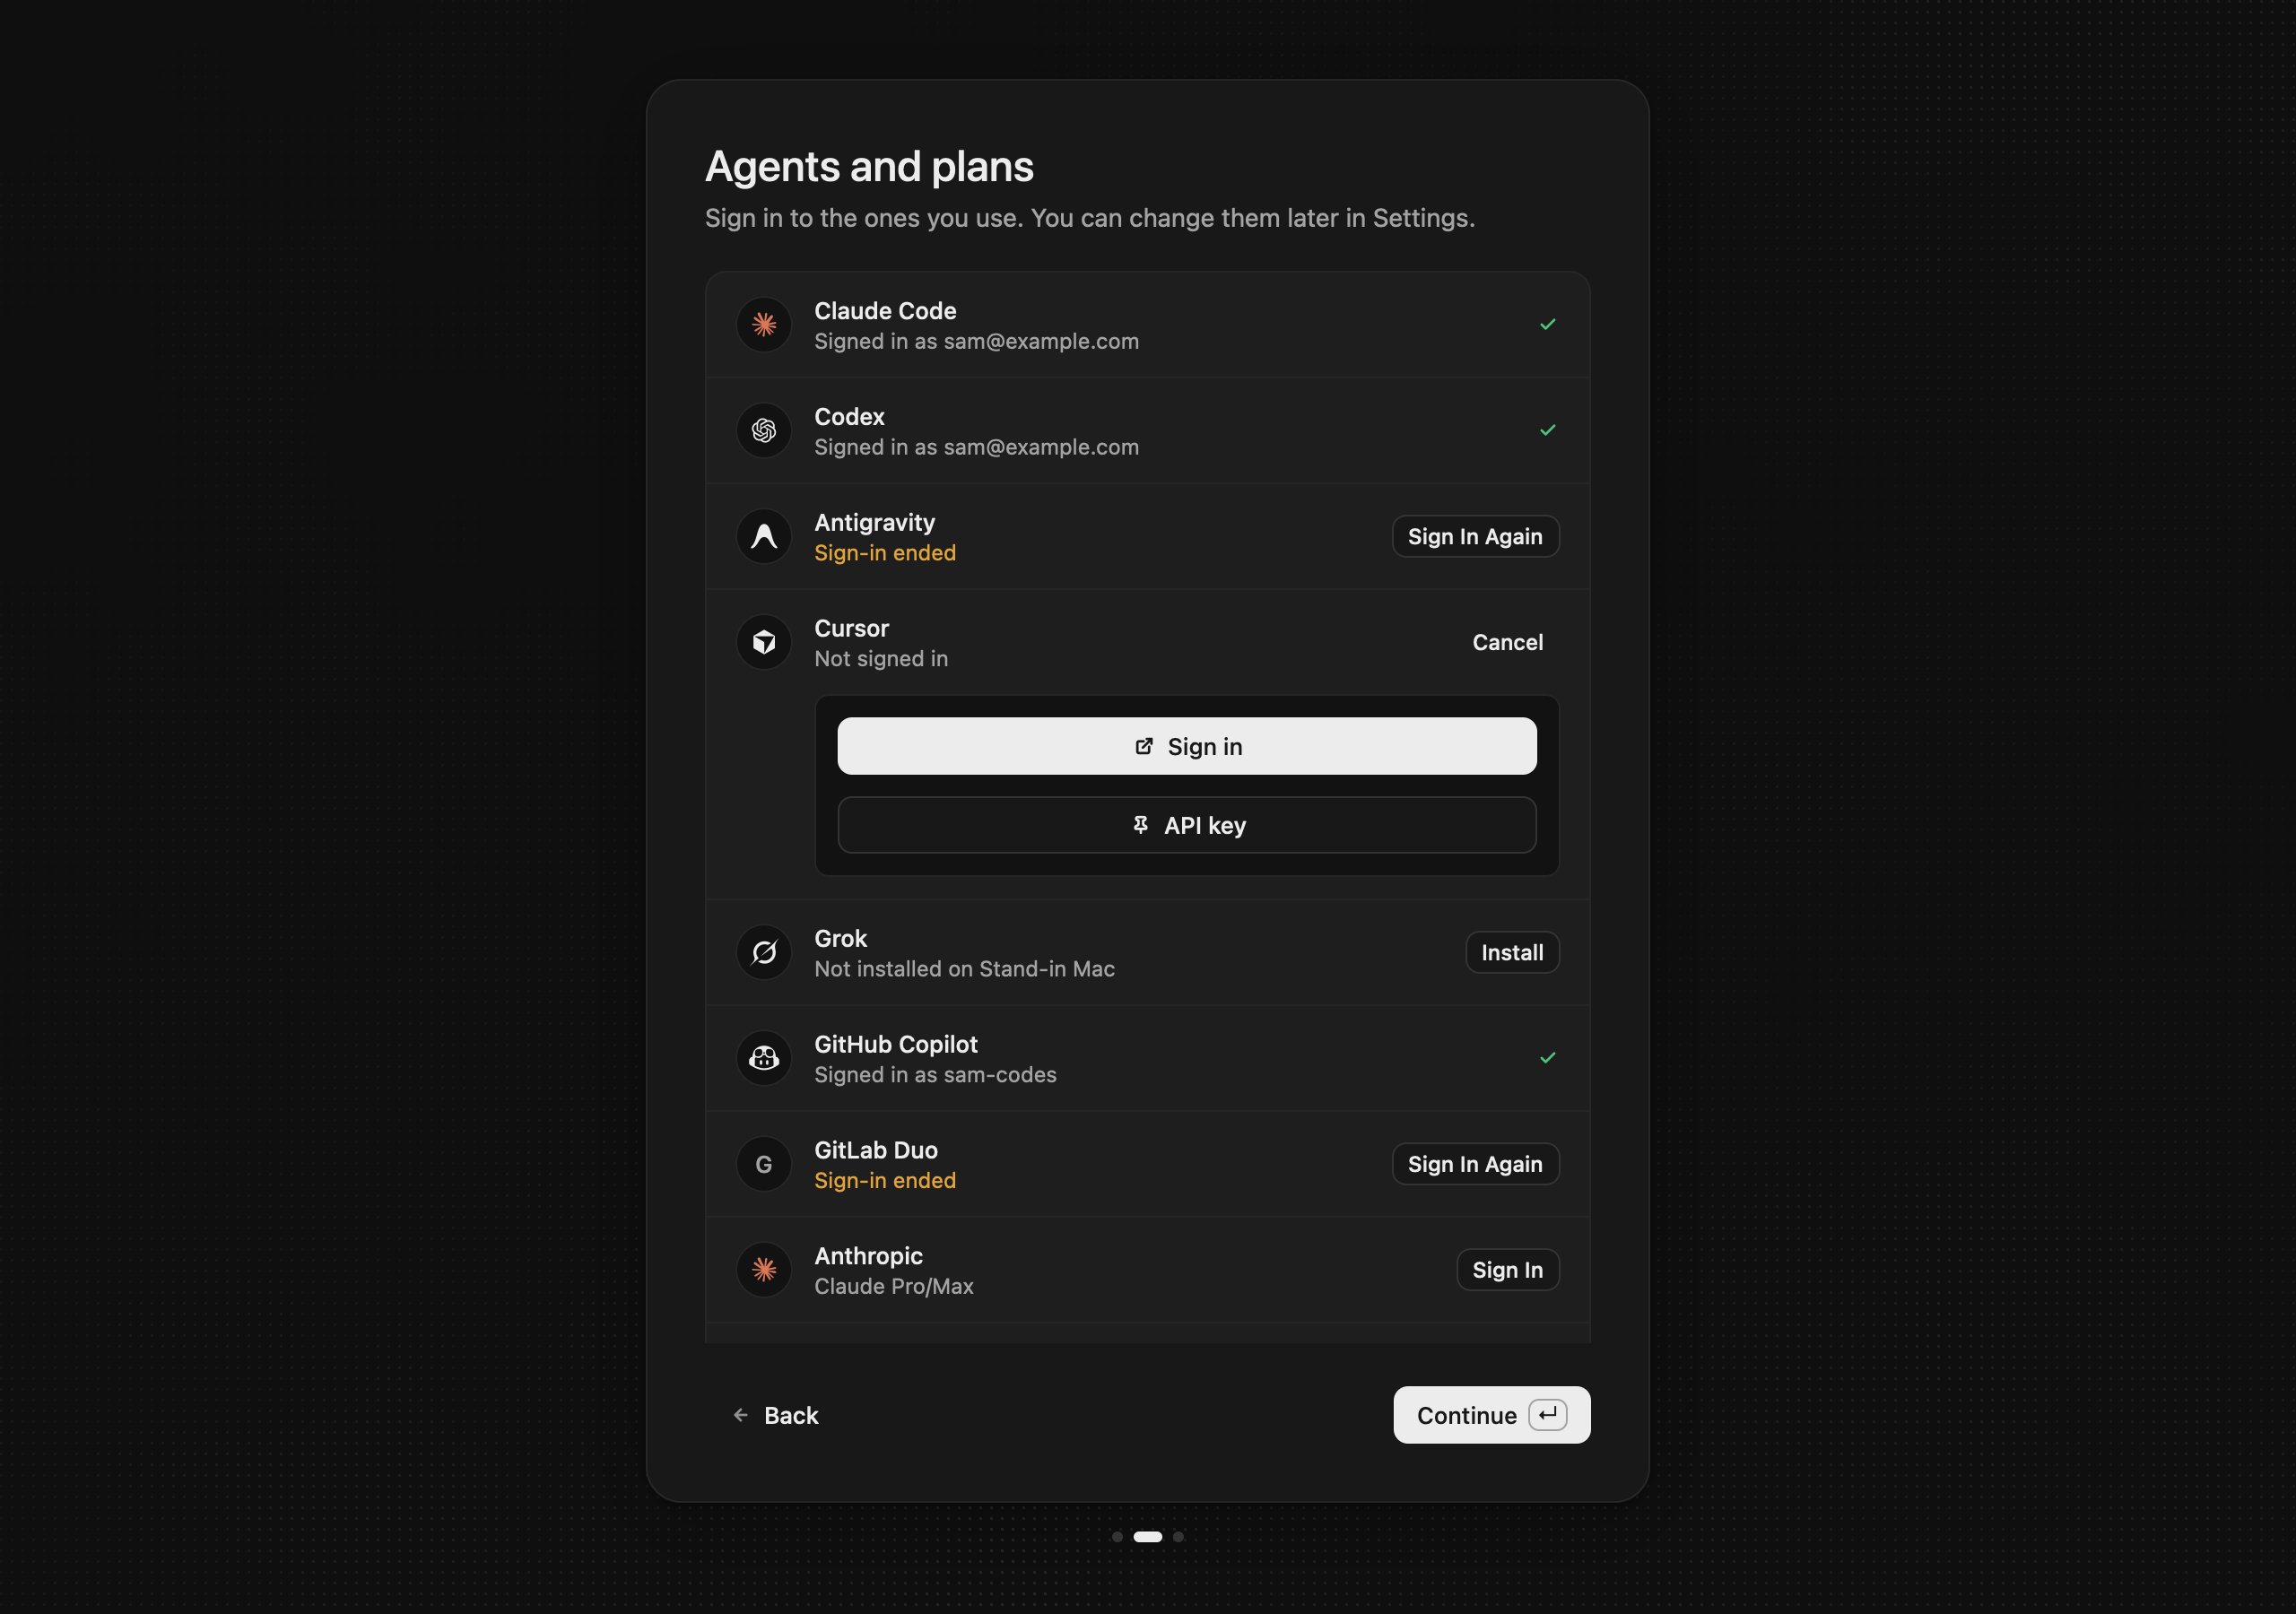 Agents and plans
Sign in to the ones you use. You can change them later in Settings.
Claude Code
Signed in as sam@example.com
Codex
Signed in as sam@example.com
Antigravity
Sign-in ended
Sign In Again
Cursor
Not signed in
Cancel
Sign in
API key
Grok
Not installed on Stand-in Mac
Install
GitHub Copilot
Signed in as sam-codes
G
GitLab Duo
Sign-in ended
Sign In Again
Anthropic
Claude Pro/Max
Sign In
Back
Continue